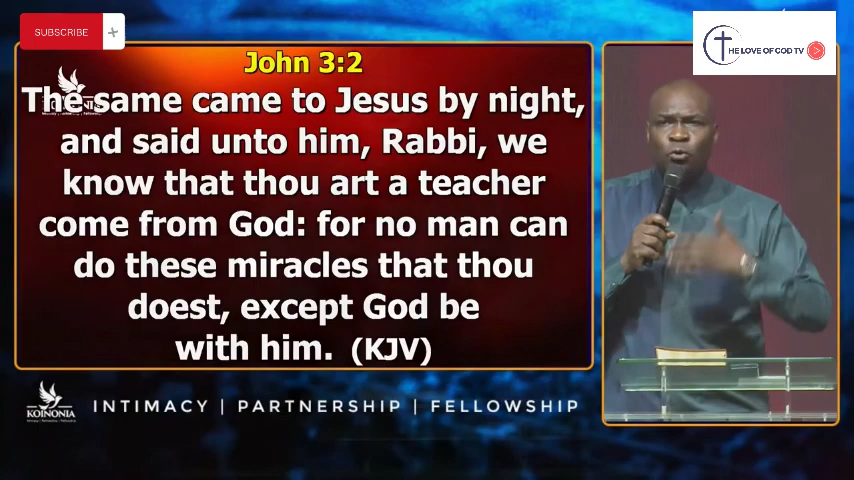 SUBSCRIBE
THE LOVE OF GOD TV
John 3:2
The same came to Jesus by night,
and said unto him, Rabbi, we
know that thou art a teacher
come from God: for no man can
do these miracles that thou
doest, except God be
with him. (KJV)
KOINONIA
INTIMACY | PARTNERSHIP | FELLOWSHIP